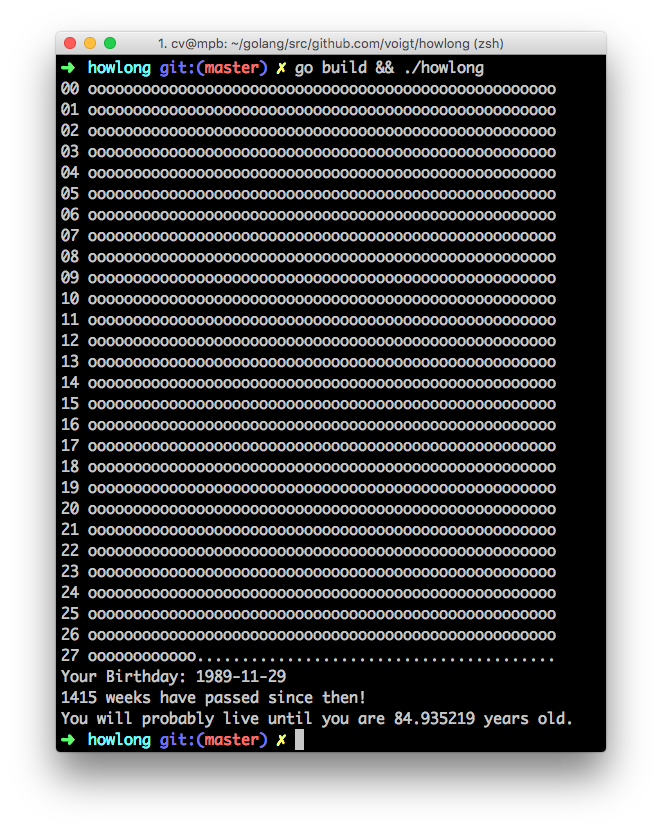 1. cv@mpb: ~/golang/src/github.com/voigt/howlong (zsh)
➜ howlong git:(master) ✗ go build && ./howlong
00 oooooooooooooooooooooooooooooooooooooooooooooooooooo
01 oooooooooooooooooooooooooooooooooooooooooooooooooooo
02 oooooooooooooooooooooooooooooooooooooooooooooooooooo
03 oooooooooooooooooooooooooooooooooooooooooooooooooooo
04 oooooooooooooooooooooooooooooooooooooooooooooooooooo
05 oooooooooooooooooooooooooooooooooooooooooooooooooooo
06 oooooooooooooooooooooooooooooooooooooooooooooooooooo
07 oooooooooooooooooooooooooooooooooooooooooooooooooooo
08 oooooooooooooooooooooooooooooooooooooooooooooooooooo
09 oooooooooooooooooooooooooooooooooooooooooooooooooooo
10 oooooooooooooooooooooooooooooooooooooooooooooooooooo
11 oooooooooooooooooooooooooooooooooooooooooooooooooooo
12 oooooooooooooooooooooooooooooooooooooooooooooooooooo
13 oooooooooooooooooooooooooooooooooooooooooooooooooooo
14 oooooooooooooooooooooooooooooooooooooooooooooooooooo
15 oooooooooooooooooooooooooooooooooooooooooooooooooooo
16 oooooooooooooooooooooooooooooooooooooooooooooooooooo
17 oooooooooooooooooooooooooooooooooooooooooooooooooooo
18 oooooooooooooooooooooooooooooooooooooooooooooooooooo
19 oooooooooooooooooooooooooooooooooooooooooooooooooooo
20 oooooooooooooooooooooooooooooooooooooooooooooooooooo
21 oooooooooooooooooooooooooooooooooooooooooooooooooooo
22 oooooooooooooooooooooooooooooooooooooooooooooooooooo
23 oooooooooooooooooooooooooooooooooooooooooooooooooooo
24 oooooooooooooooooooooooooooooooooooooooooooooooooooo
25 oooooooooooooooooooooooooooooooooooooooooooooooooooo
26 oooooooooooooooooooooooooooooooooooooooooooooooooooo
27 oooooooooooo........................................
Your Birthday: 1989-11-29
1415 weeks have passed since then!
You will probably live until you are 84.935219 years old.
➜ howlong git:(master) ✗